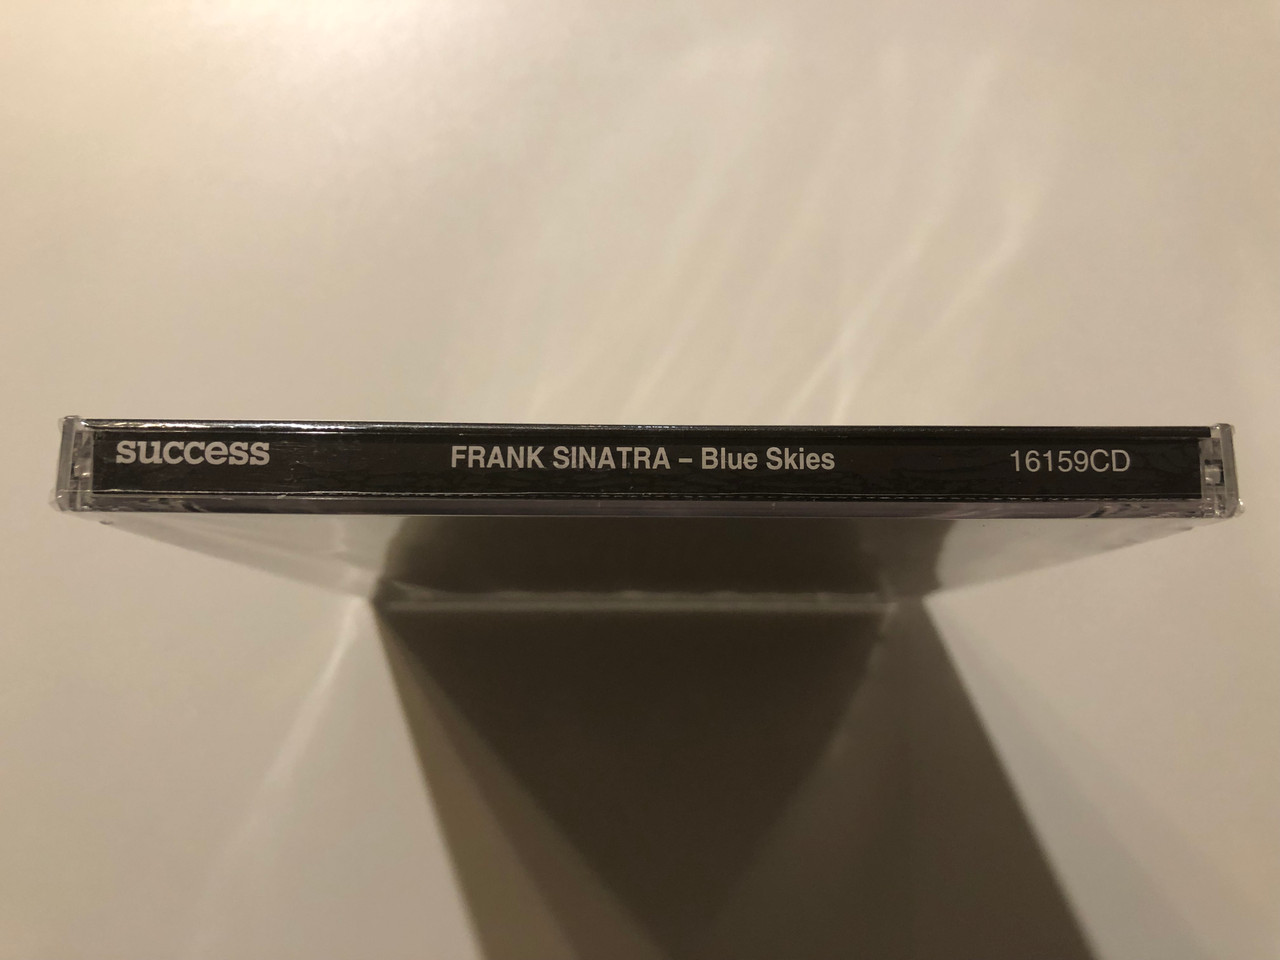 success FRANK SINATRA – Blue Skies 16159CD